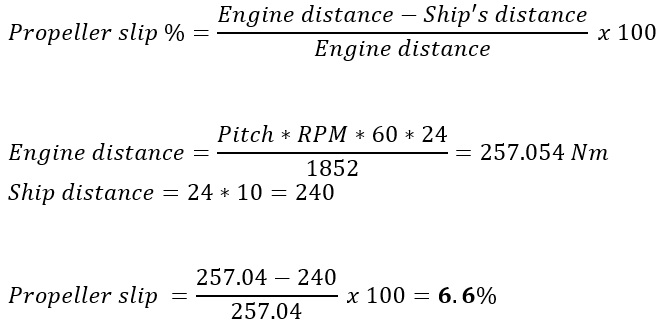 Propeller slip % = \frac{Engine distance − Ship's distance}{Engine distance} x 100
Engine distance = \frac{Pitch * RPM * 60 * 24}{1852} = 257.054 Nm
Ship distance = 24 * 10 = 240
Propeller slip = \frac{257.04 − 240}{257.04} x 100 = 6.6%